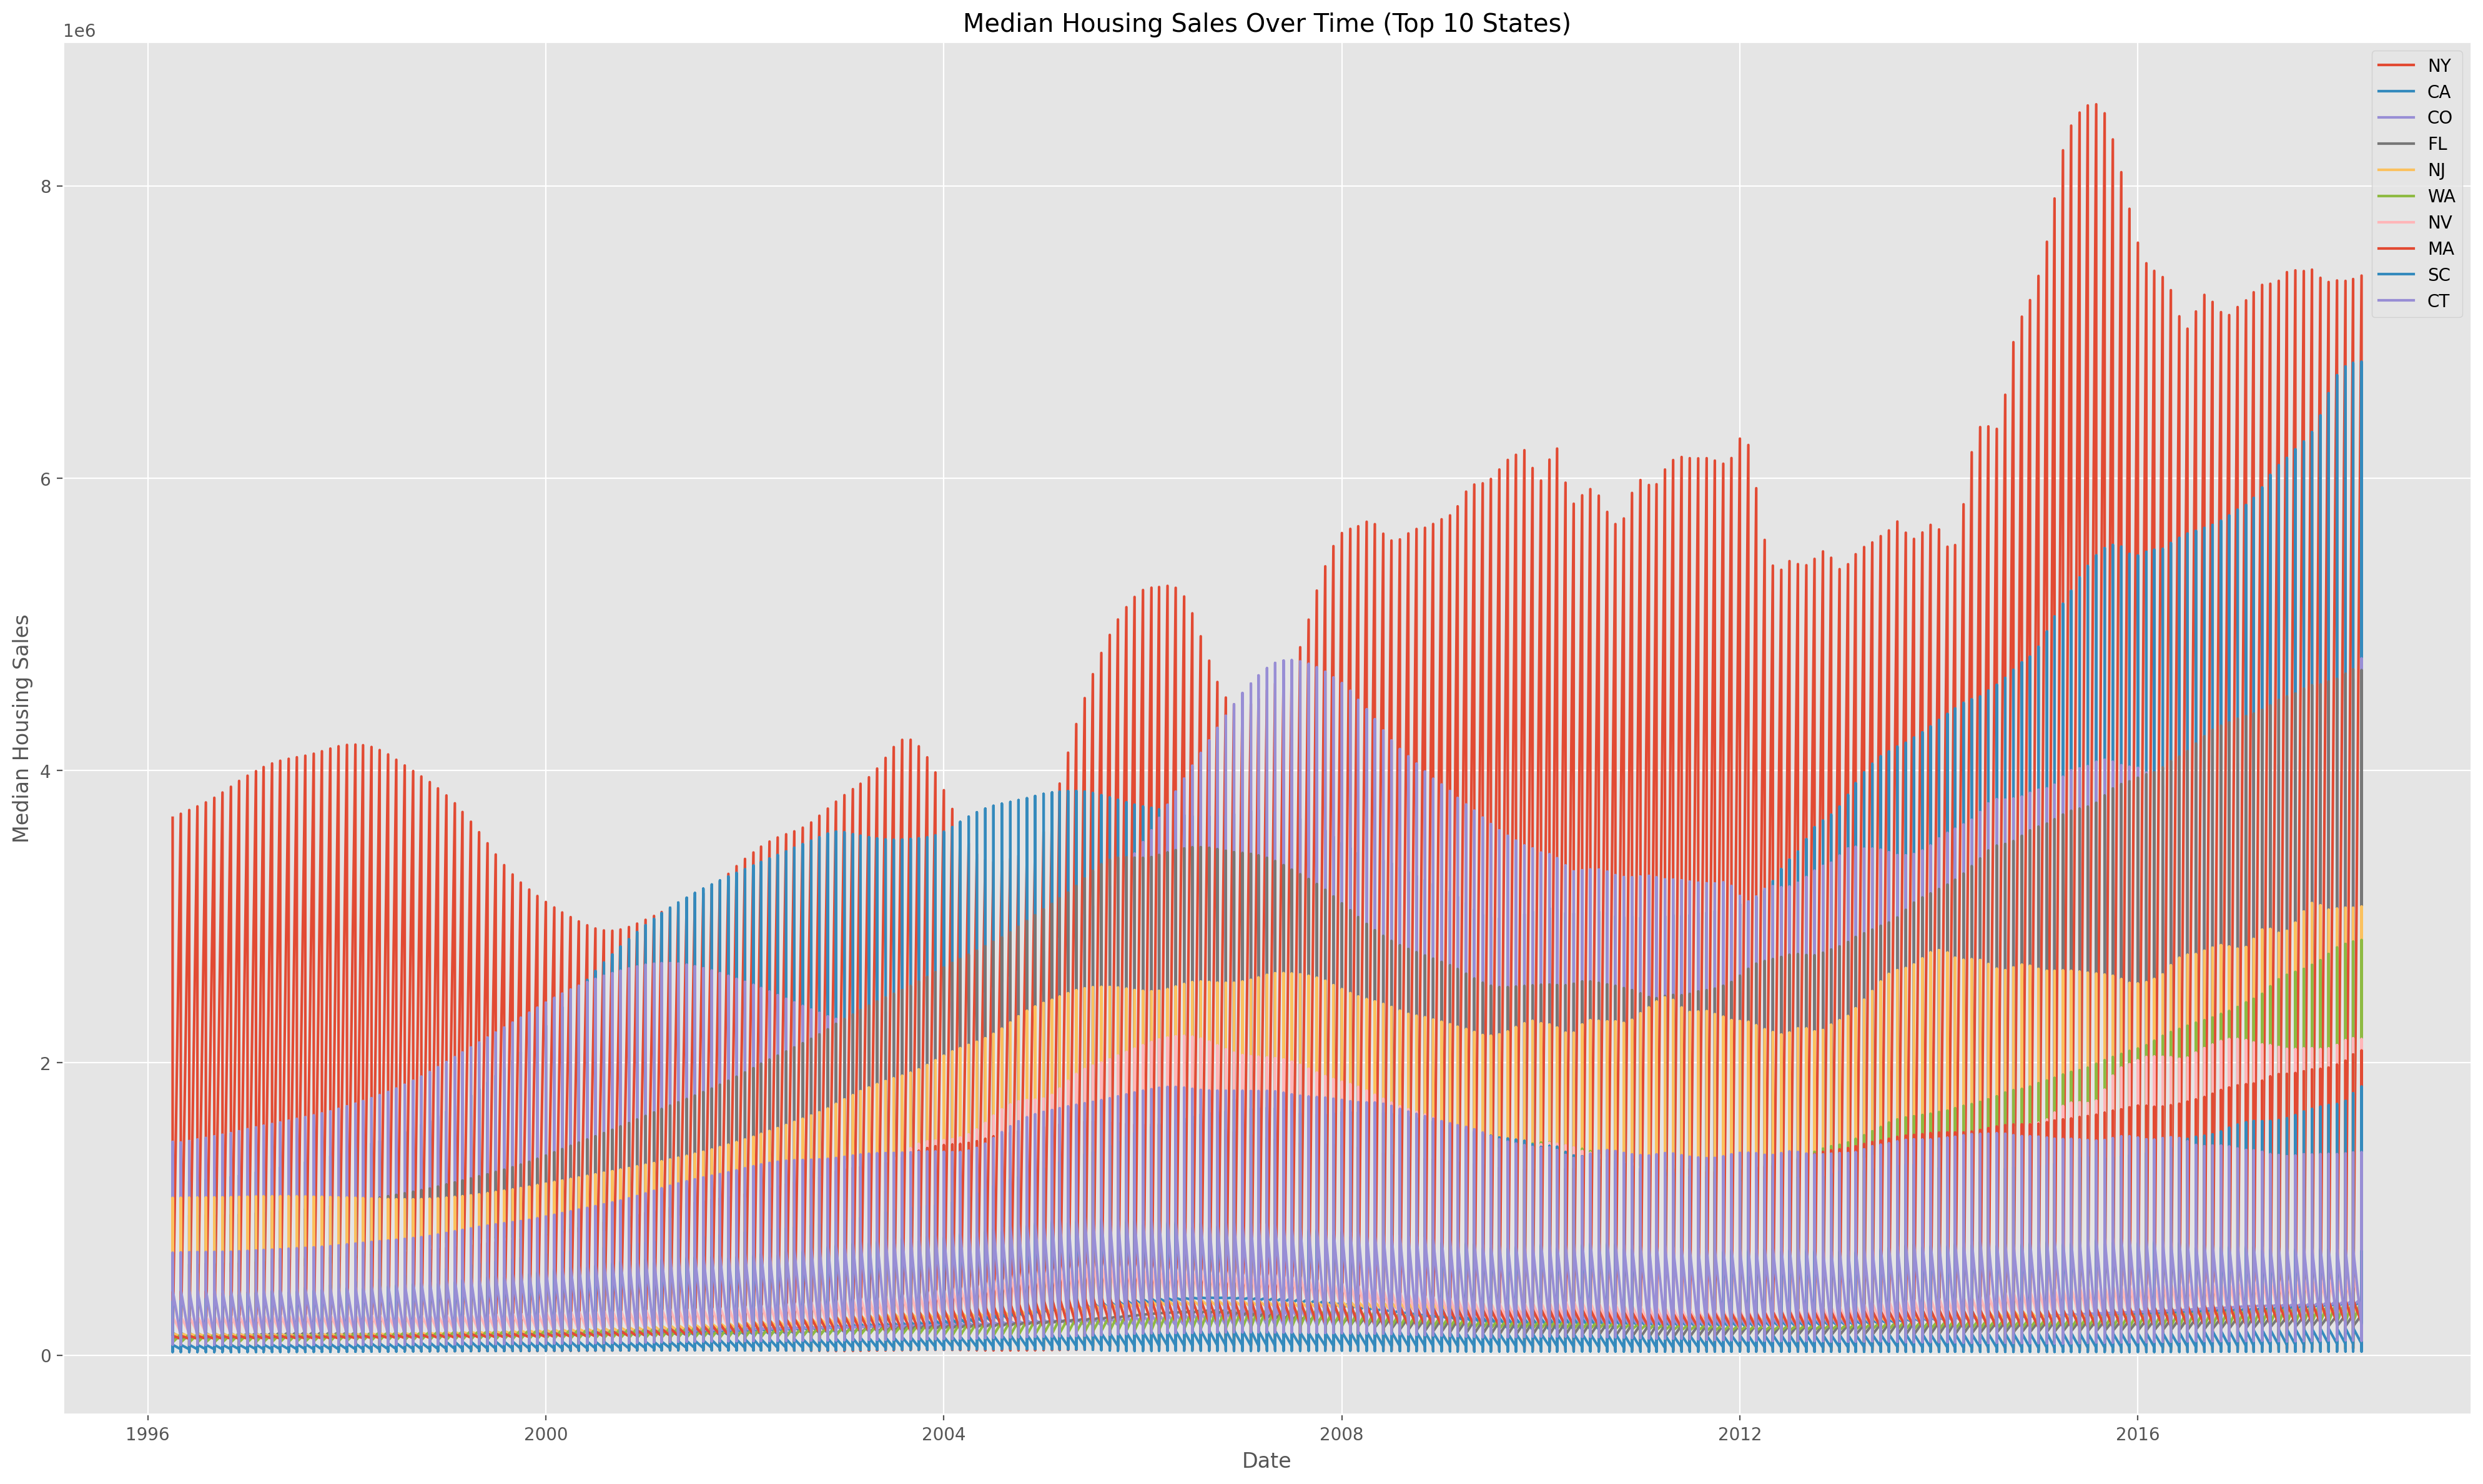 Median Housing Sales Over Time (Top 10 States)
1e6
NY
CA
CO
FL
NJ
WA
NV
MA
SC
CT
8
6
4
2
0
Median Housing Sales
1996 2000 2004 2008 2012 2016
Date